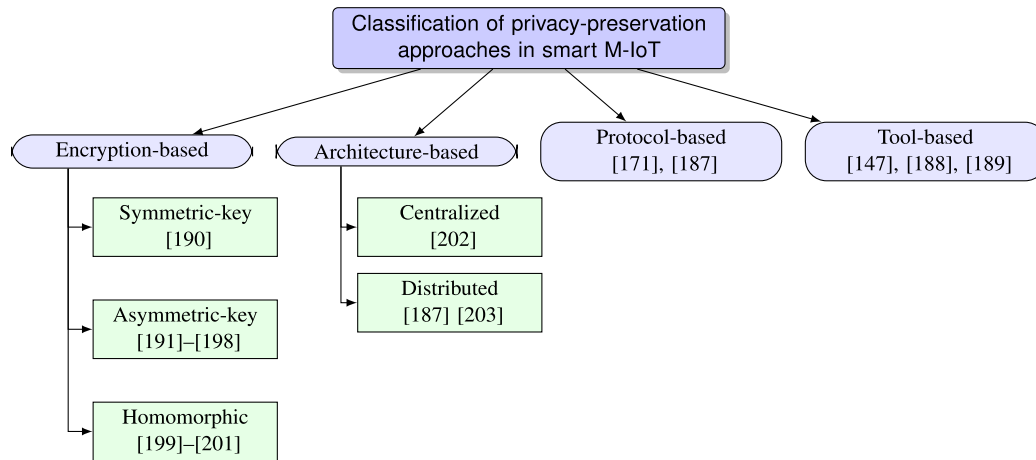 Classification of privacy-preservation
approaches in smart M-IoT
Encryption-based
Architecture-based
Protocol-based
[171], [187]
Tool-based
[147], [188], [189]
Symmetric-key
[190]
Asymmetric-key
[191]–[198]
Homomorphic
[199]–[201]
Centralized
[202]
Distributed
[187] [203]